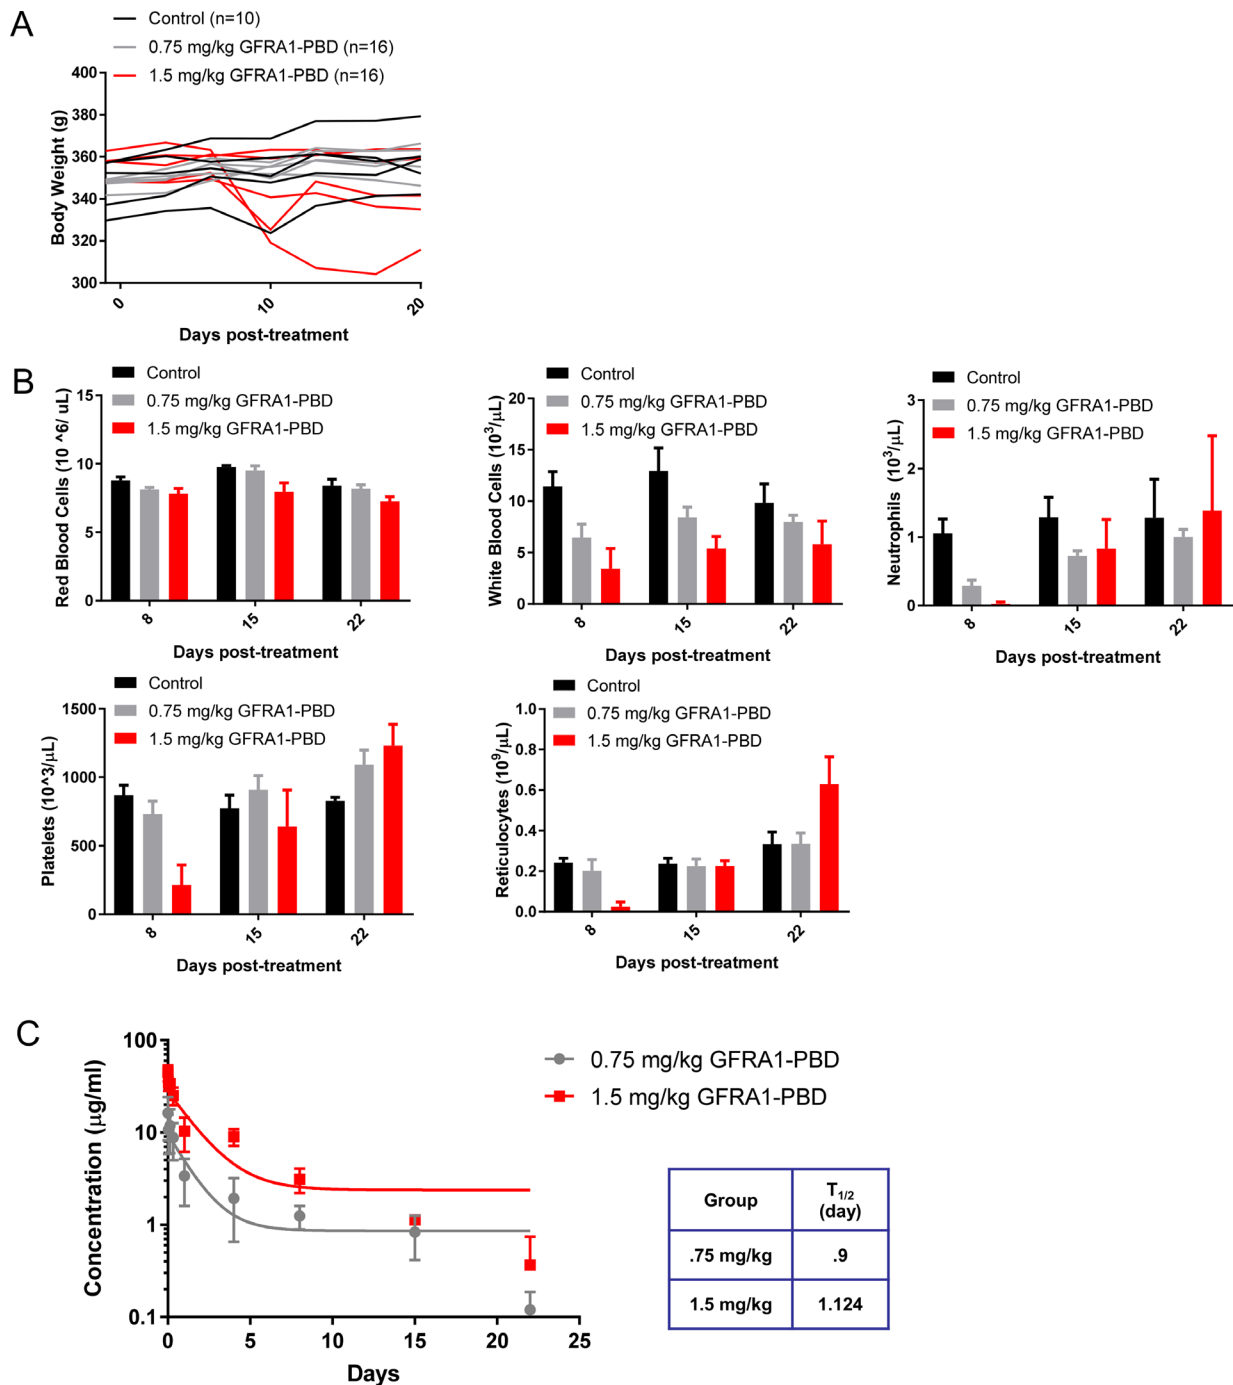 A
Control (n=10)
0.75 mg/kg GFRA1-PBD (n=16)
1.5 mg/kg GFRA1-PBD (n=16)
400
380
360
340
320
300
Body Weight (g)
0
10
20
Days post-treatment
B
Control
0.75 mg/kg GFRA1-PBD
1.5 mg/kg GFRA1-PBD
15
10
5
0
Red Blood Cells (10 ^6/ uL)
8
15
22
Days post-treatment
Control
0.75 mg/kg GFRA1-PBD
1.5 mg/kg GFRA1-PBD
20
15
10
5
0
White Blood Cells (10³/μL)
8
15
22
Days post-treatment
Control
0.75 mg/kg GFRA1-PBD
1.5 mg/kg GFRA1-PBD
3
2
1
0
Neutrophils (10³/μL)
8
15
22
Days post-treatment
Control
0.75 mg/kg GFRA1-PBD
1.5 mg/kg GFRA1-PBD
1500
1000
500
0
Platelets (10^3/μL)
8
15
22
Days post-treatment
Control
0.75 mg/kg GFRA1-PBD
1.5 mg/kg GFRA1-PBD
1.0
0.8
0.6
0.4
0.2
0.0
Reticulocytes (10⁹/μL)
8
15
22
Days post-treatment
C
100
10
1
0.1
Concentration (μg/ml)
0
5
10
15
20
25
Days
0.75 mg/kg GFRA1-PBD
1.5 mg/kg GFRA1-PBD
Group T1/2 (day)
.75 mg/kg .9
1.5 mg/kg 1.124